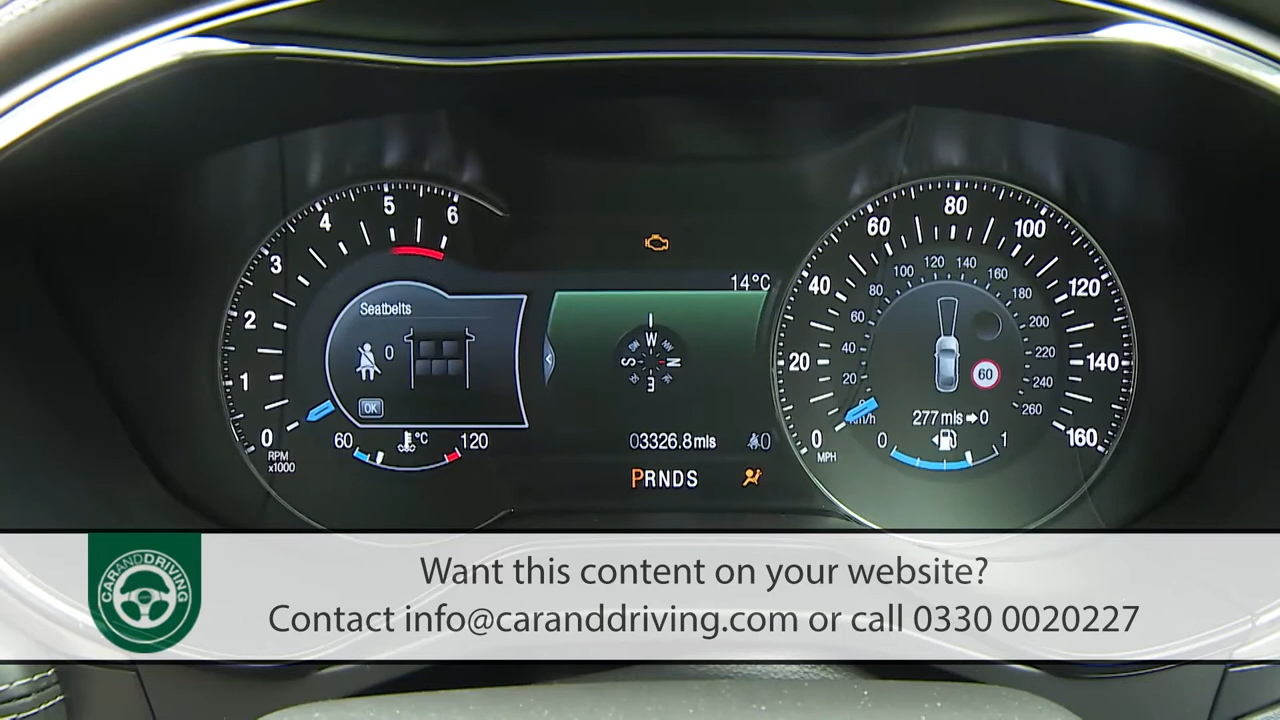 6
5
4
3
2
1
0
RPM
x1000
Seatbelts
0
OK
60
°C
120
14°C
W
S
N
E
SW
NW
03326.8mls
0
PRNDS
0
20
40
60
80
100
120
140
160
MPH
20
40
60
80
100
120
140
160
180
200
220
240
260
km/h
60
277 mls 0
0
1
CARANDDRIVING
Want this content on your website?
Contact info@caranddriving.com or call 0330 0020227